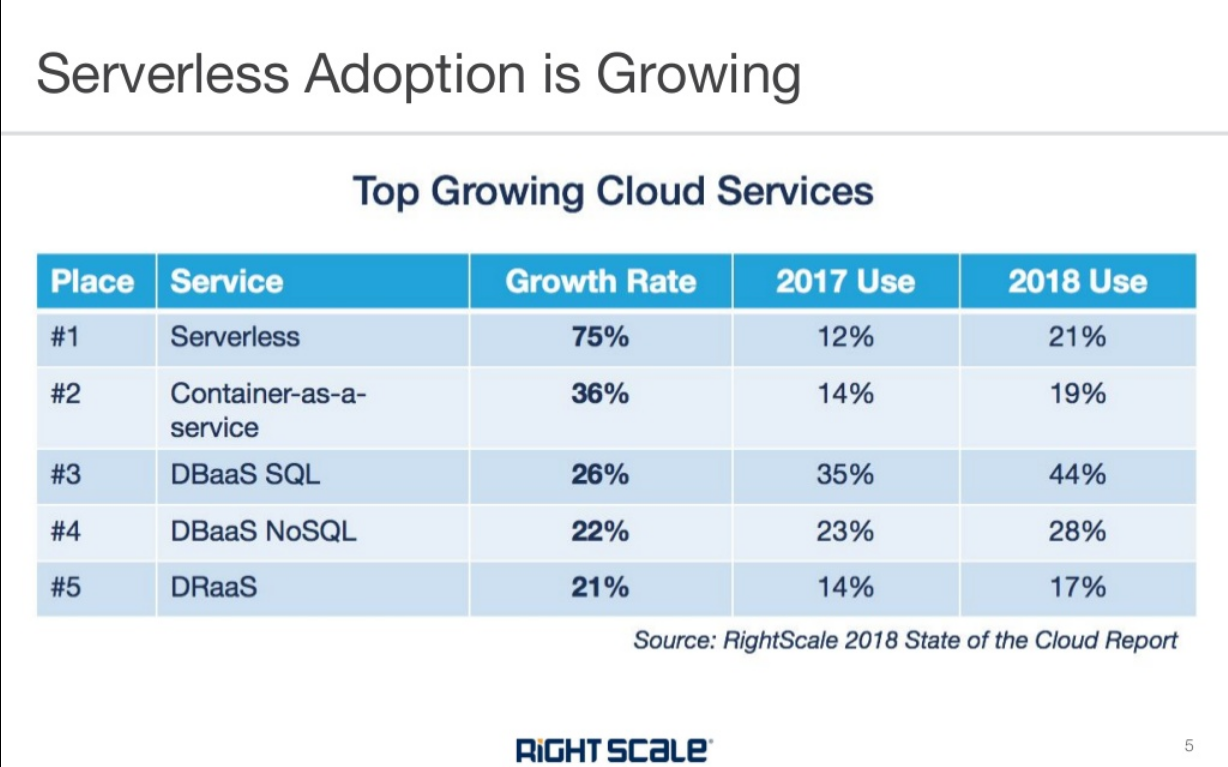 Serverless Adoption is Growing
Top Growing Cloud Services
Place Service Growth Rate 2017 Use 2018 Use
#1 Serverless 75% 12% 21%
#2 Container-as-a- 36% 14% 19%
service
#3 DBaaS SQL 26% 35% 44%
#4 DBaaS NoSQL 22% 23% 28%
#5 DRaaS 21% 14% 17%
Source: RightScale 2018 State of the Cloud Report
RIGHTSCALE
5